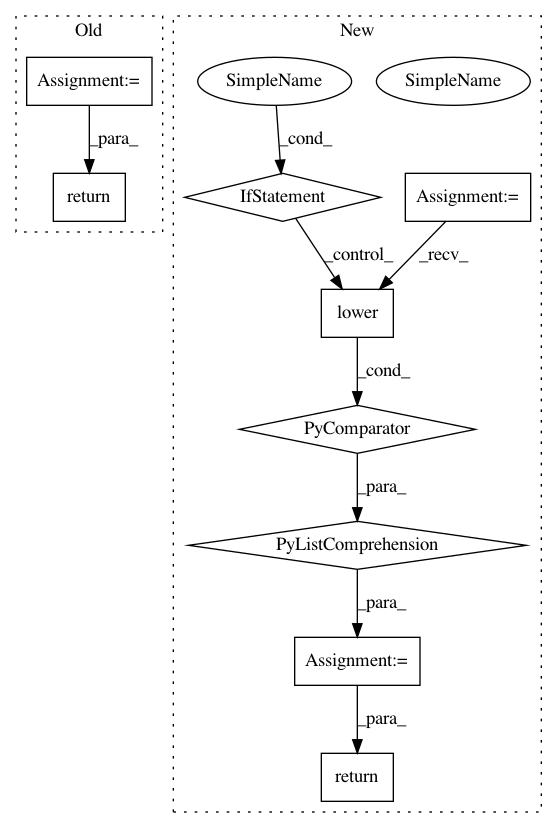 Old
New
Assignment:=
SimpleName
SimpleName
_para_
_cond_
return
IfStatement
Assignment:=
_control_
_recv_
lower
_cond_
PyComparator
_para_
PyListComprehension
_para_
Assignment:=
_para_
return